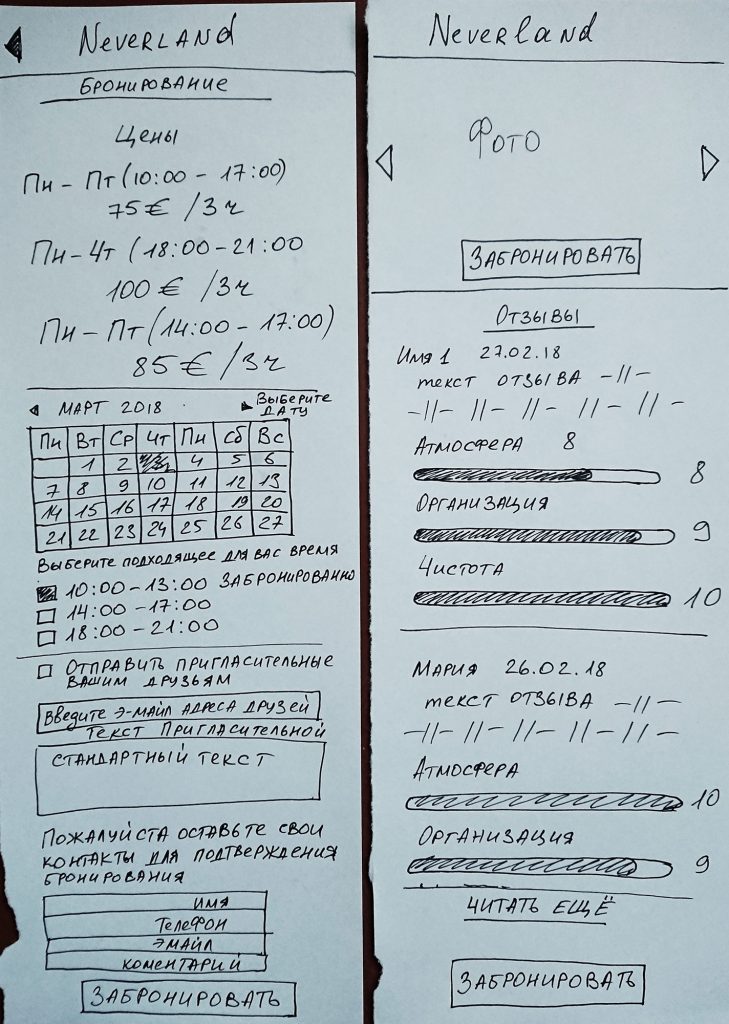 Neverland
Бронирование
Цены
Пн - Пт (10:00 - 17:00)
75 € / 3 ч
Пн - Чт (18:00 - 21:00
100 € / 3 ч
Пн - Пт (14:00 - 17:00)
85 € / 3 ч
Март 2018
Выберите
дату
Пн Вт Ср Чт Пн Сб Вс
1 2 3 4 5 6
7 8 9 10 11 12 13
14 15 16 17 18 19 20
21 22 23 24 25 26 27
Выберите подходящее для вас время
10:00 - 13:00 забронированно
14:00 - 17:00
18:00 - 21:00
Отправить пригласительные
вашим друзьям
Введите э-майл адреса друзей
Текст пригласительной
Стандартный текст
Пожалуйста оставьте свои
контакты для подтверждения
бронирования
Имя
Телефон
Эмайл
Коментарий
Забронировать
Neverland
Фото
Забронировать
Отзывы
Имя 1 27.02.18
текст отзыва -//-
-//- //- //- //- //-
Атмосфера 8
8
Организация
9
Чистота
10
Мария 26.02.18
текст отзыва -//-
-//- //- //- //- //- //-
Атмосфера
10
Организация
9
Читать ещё
Забронировать